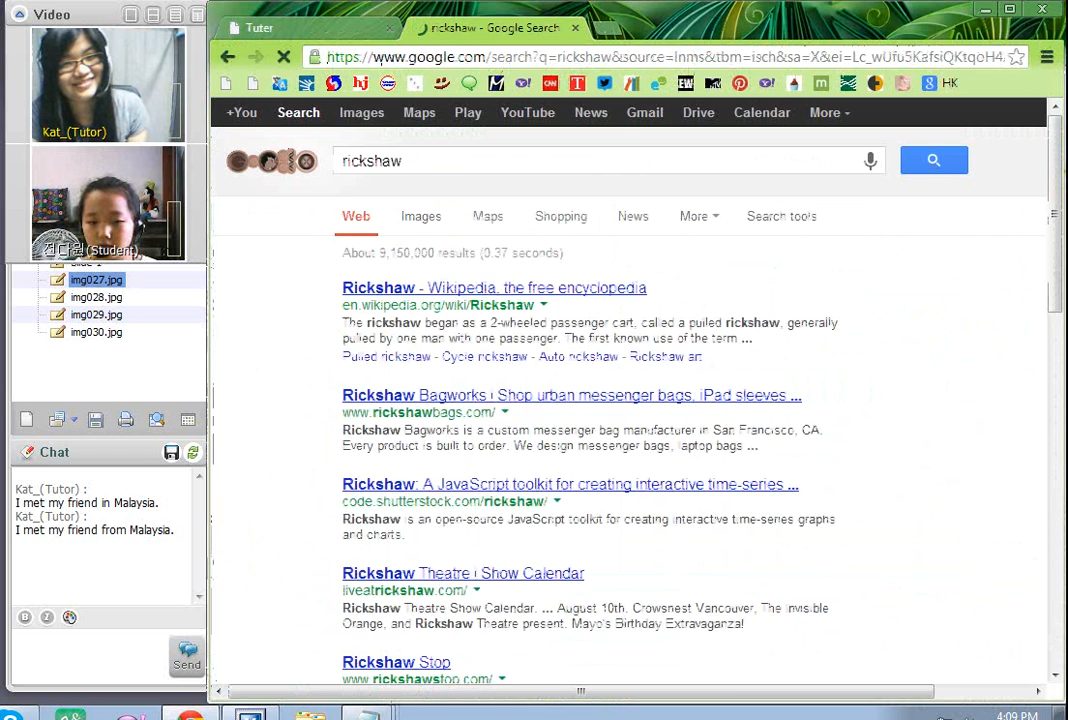 Video
Kat_(Tutor)
전다원(Student)
img027.jpg
img028.jpg
img029.jpg
img030.jpg
Chat
Kat_(Tutor) :
I met my friend in Malaysia.
Kat_(Tutor) :
I met my friend from Malaysia.
B
I
Send
Tuter
rickshaw - Google Search
https://www.google.com/search?q=rickshaw&source=lnms&tbm=isch&sa=X&ei=Lc_wUfu5KafsiQKtqoH4
CNN
T
EW
MTV
8 HK
+You Search Images Maps Play YouTube News Gmail Drive Calendar More
rickshaw
Web Images Maps Shopping News More Search tools
About 9,150,000 results (0.37 seconds)
Rickshaw - Wikipedia, the free encyclopedia
en.wikipedia.org/wiki/Rickshaw
The rickshaw began as a 2-wheeled passenger cart, called a pulled rickshaw, generally
pulled by one man with one passenger. The first known use of the term ...
Pulled rickshaw - Cycle rickshaw - Auto rickshaw - Rickshaw art
Rickshaw Bagworks | Shop urban messenger bags, iPad sleeves ...
www.rickshawbags.com/
Rickshaw Bagworks is a custom messenger bag manufacturer in San Francisco, CA.
Every product is built to order. We design messenger bags, laptop bags ...
Rickshaw: A JavaScript toolkit for creating interactive time-series ...
code.shutterstock.com/rickshaw/
Rickshaw is an open-source JavaScript toolkit for creating interactive time-series graphs
and charts.
Rickshaw Theatre | Show Calendar
liveatrickshaw.com/
Rickshaw Theatre Show Calendar. ... August 10th. Crowsnest Vancouver, The Invisible
Orange, and Rickshaw Theatre present. Mayo's Birthday Extravaganza!
Rickshaw Stop
www.rickshawstop.com/
4:09 PM